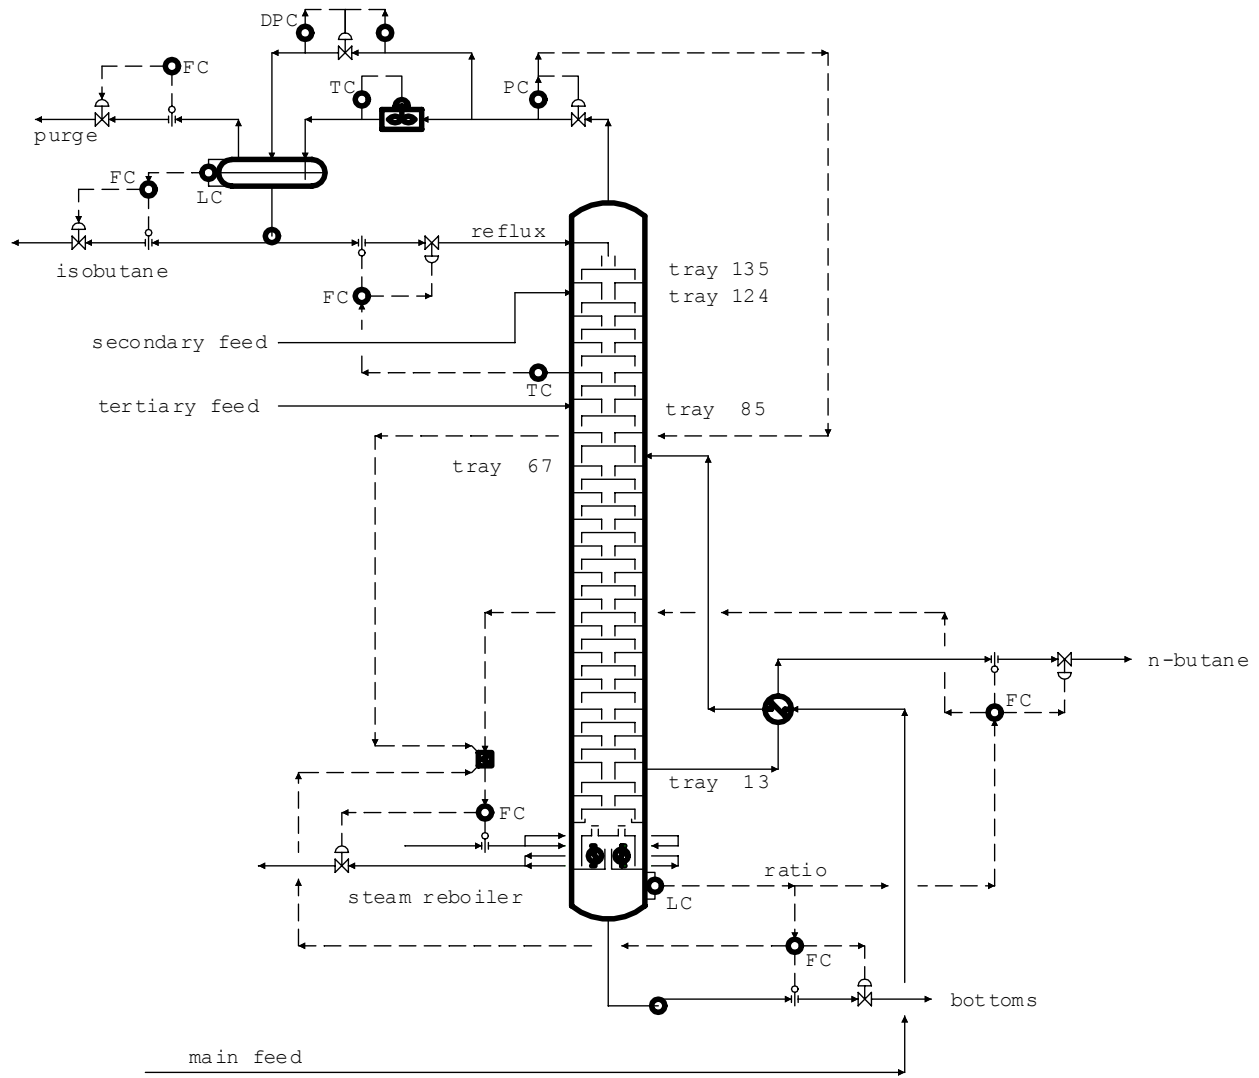 DPC
FC
TC
PC
purge
FC
LC
reflux
isobutane
tray 135
tray 124
FC
secondary feed
TC
tertiary feed
tray 85
tray 67
n-butane
FC
tray 13
FC
ratio
steam reboiler
LC
FC
bottoms
main feed